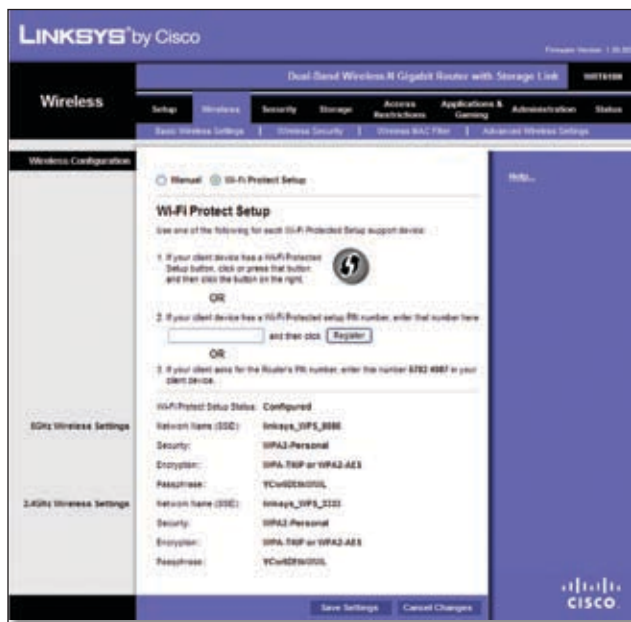 LINKSYS® by Cisco
Firmware Version: 1.00.00
Dual-Band Wireless-N Gigabit Router with Storage Link
Wireless
Setup
Wireless
Security
Storage
Access Restrictions
Applications & Gaming
Administration
Status
Basic Wireless Settings | Wireless Security | Wireless MAC Filter | Advanced Wireless Settings
Wireless Configuration
Manual
Wi-Fi Protect Setup
Help...
Wi-Fi Protect Setup
Use one of the following for each Wi-Fi Protected Setup support device:
1. If your client device has a Wi-Fi Protected
Setup button, click or press that button
and then click the button on the right.
OR
2. If your client device has a Wi-Fi Protected setup PIN number, enter that number here
and then click Register
OR
3. If your client asks for the Router's PIN number, enter this number in your
client device.
Wi-Fi Protect Setup Status: Configured
5GHz Wireless Settings
Network Name (SSID):
Security: WPA2-Personal
Encryption: WPA-TKIP or WPA2-AES
Passphrase:
2.4GHz Wireless Settings
Network Name (SSID):
Security: WPA2-Personal
Encryption: WPA-TKIP or WPA2-AES
Passphrase:
Save Settings
Cancel Changes
CISCO